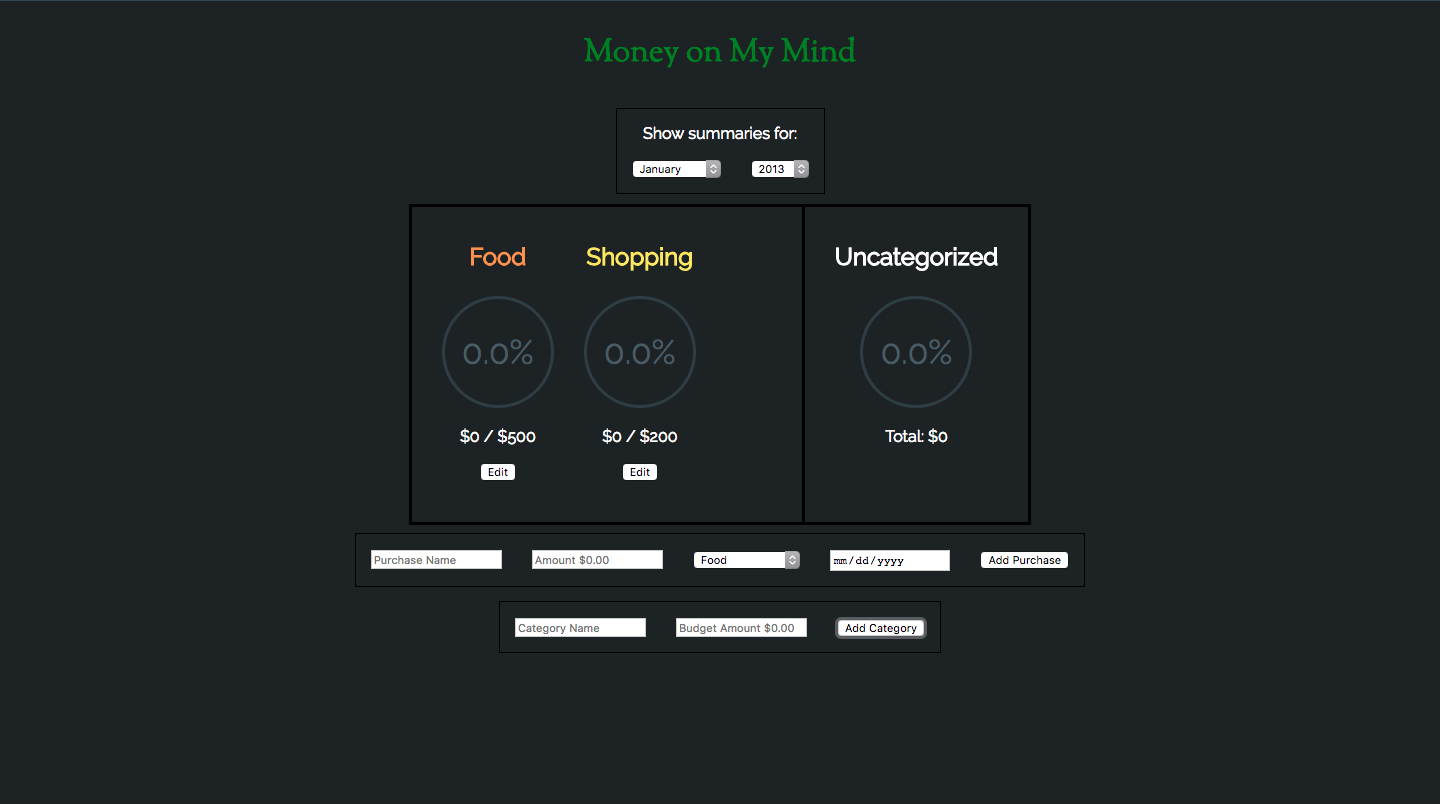 Money on My Mind
Show summaries for:
January 2013
Food Shopping Uncategorized
0.0% 0.0% 0.0%
$0 / $500 $0 / $200 Total: $0
Edit Edit
Purchase Name Amount $0.00 Food mm/dd/yyyy Add Purchase
Category Name Budget Amount $0.00 Add Category